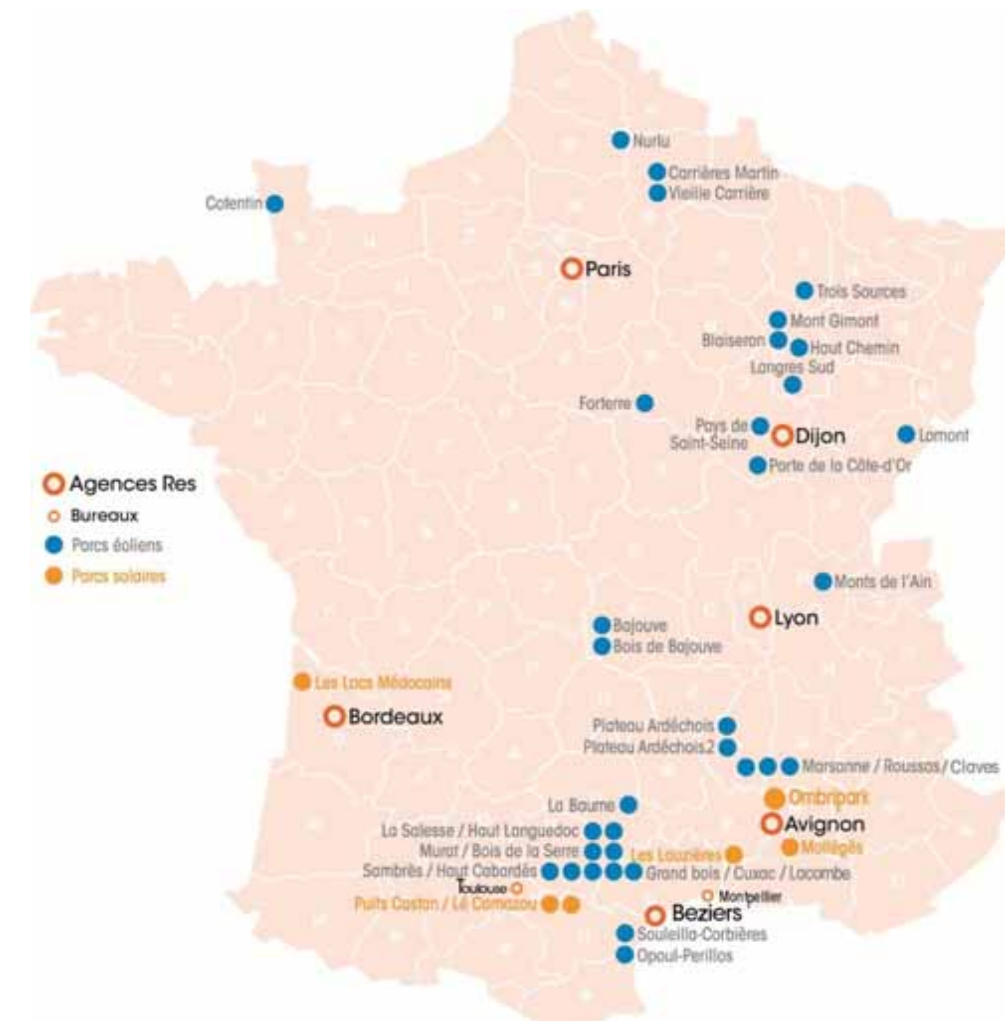 Nurlu
Carrières Martin
Vieille Carrière
Cotentin
Paris
Trois Sources
Mont Gimont
Blaiseron
Haut Chemin
Langres Sud
Forterre
Pays de
Saint-Seine
Dijon
Lomont
Porte de la Côte-d'Or
Agences Res
Bureaux
Parcs éoliens
Parcs solaires
Monts de l'Ain
Lyon
Bajouve
Bois de Bajouve
Les Lacs Médocains
Bordeaux
Plateau Ardéchois
Plateau Ardéchois2
Marsanne / Roussas / Claves
Ombripark
La Baume
Avignon
La Salesse / Haut Languedoc
Mollégès
Murat / Bois de la Serre
Les Lauzières
Sambrès / Haut Cabardès
Grand bois / Cuxac / Lacombe
Toulouse
Montpellier
Puits Castan / Le Camazou
Beziers
Souleilla-Corbières
Opoul-Perillos